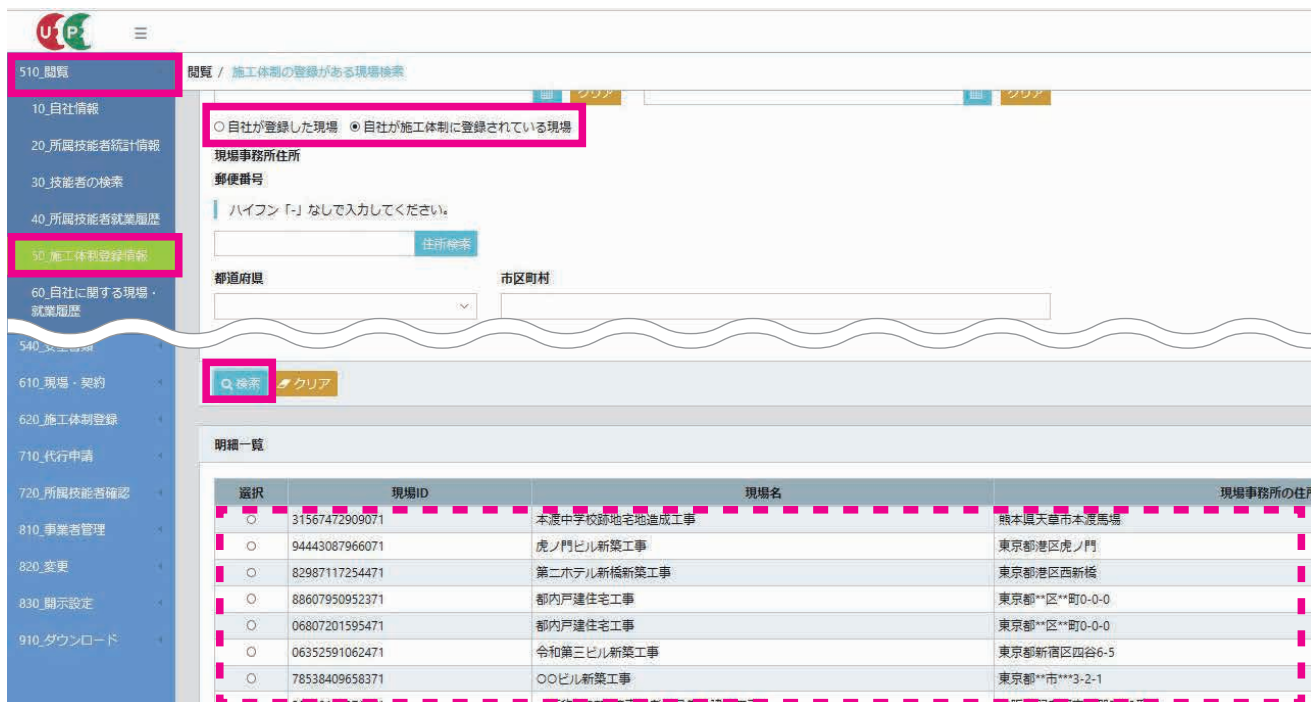 510_閲覧
閲覧 / 施工体制の登録がある現場検索
10_自社情報
20_所属技能者統計情報
30_技能者の検索
40_所属技能者就業履歴
50_施工体制登録情報
60_自社に関する現場・
就業履歴
610_現場・契約
620_施工体制登録
710_代行申請
720_所属技能者確認
810_事業者管理
820_変更
830_開示設定
910_ダウンロード
クリア クリア
○自社が登録した現場 ◉自社が施工体制に登録されている現場
現場事務所住所
郵便番号
ハイフン「-」なしで入力してください。
住所検索
都道府県 市区町村
検索 クリア
明細一覧
選択 現場ID 現場名 現場事務所の住所
31567472909071 本渡中学校跡地宅地造成工事 熊本県天草市本渡馬場
94443087966071 虎ノ門ビル新築工事 東京都港区虎ノ門
82987117254471 第二ホテル新橋新築工事 東京都港区西新橋
88607950952371 都内戸建住宅工事 東京都**区**町0-0-0
06807201595471 都内戸建住宅工事 東京都**区**町0-0-0
06352591062471 令和第三ビル新築工事 東京都新宿区四谷6-5
78538409658371 〇〇ビル新築工事 東京都**市***3-2-1